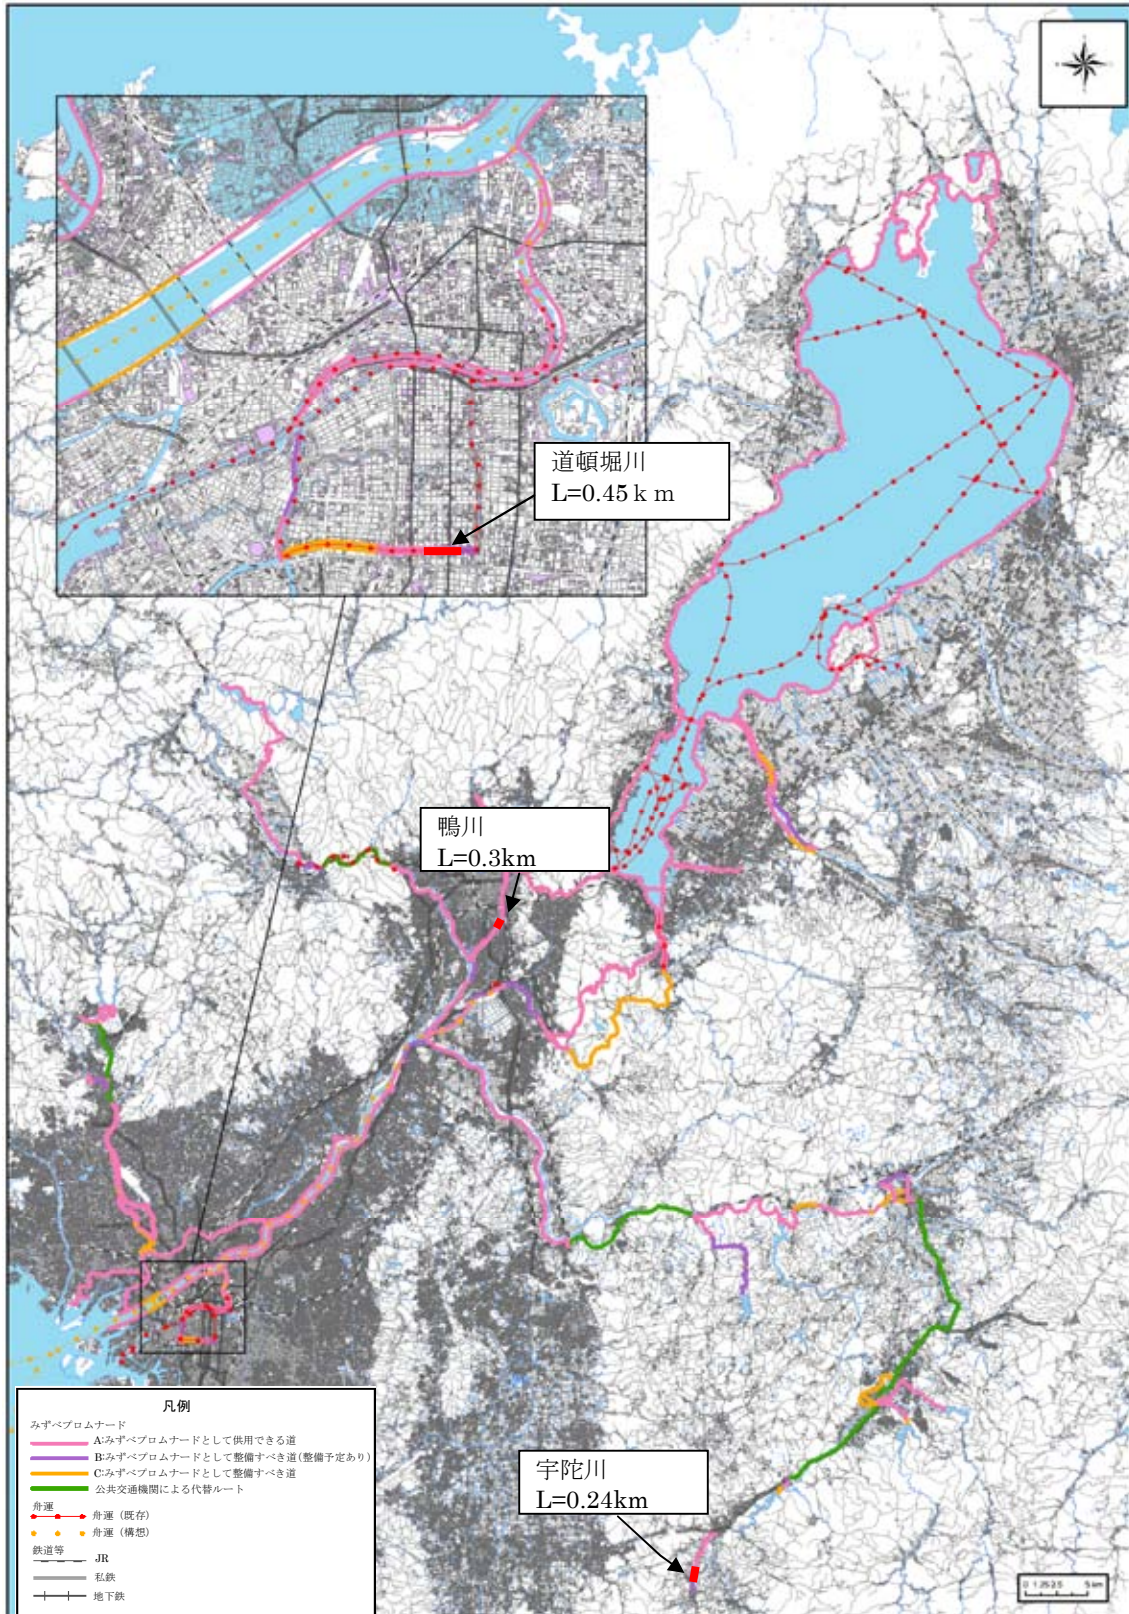 道頓堀川
L=0.45ｋｍ
鴨川
L=0.3km
宇陀川
L=0.24km
凡例
みずべプロムナード
A:みずべプロムナードとして供用できる道
B:みずべプロムナードとして整備すべき道(整備予定あり)
C:みずべプロムナードとして整備すべき道
公共交通機関による代替ルート
舟運
舟運（既存）
舟運（構想）
鉄道等
JR
私鉄
地下鉄
0 1.252.5 5 km